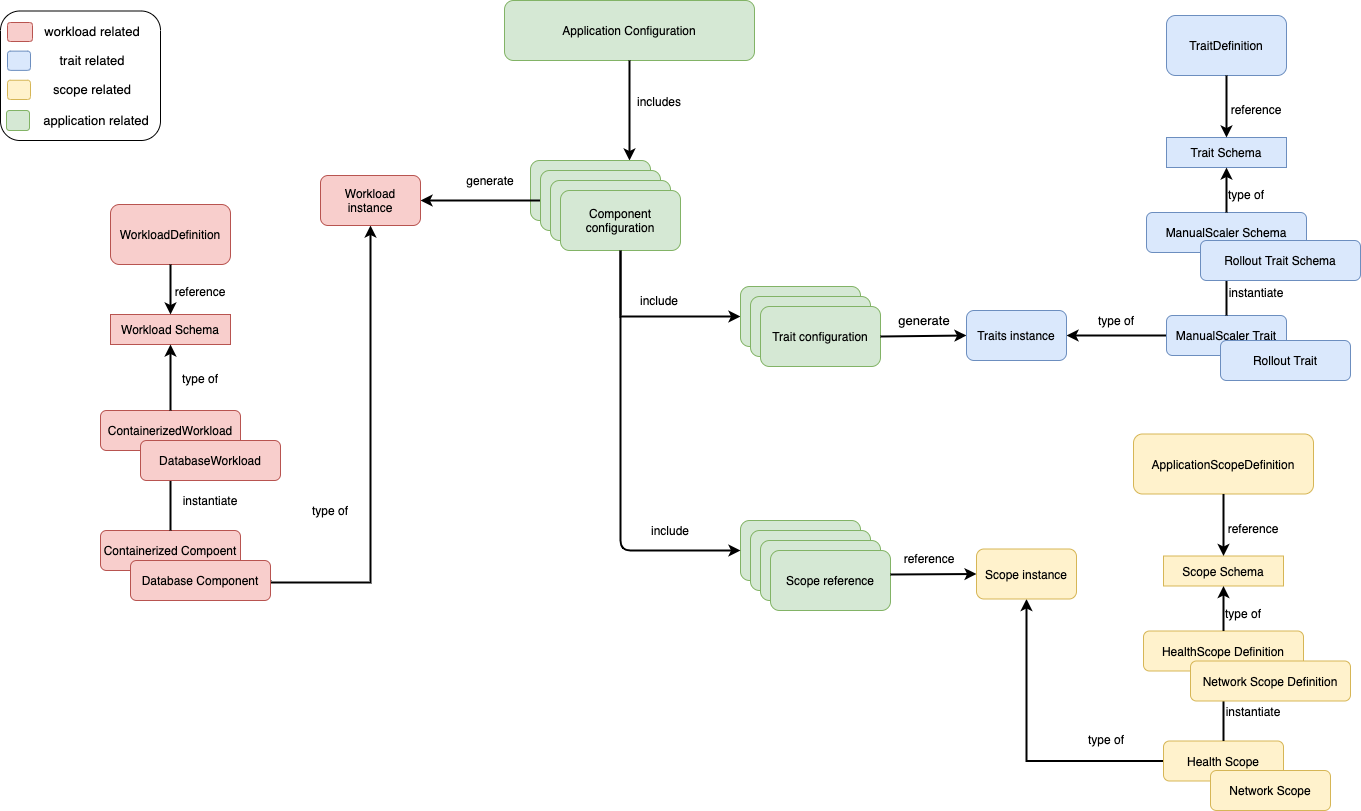 workload related
trait related
scope related
application related
Application Configuration
includes
TraitDefinition
reference
Trait Schema
type of
ManualScaler Schema
Rollout Trait Schema
instantiate
ManualScaler Trait
Rollout Trait
Workload
instance
generate
Component
configuration
WorkloadDefinition
reference
Workload Schema
type of
ContainerizedWorkload
DatabaseWorkload
instantiate
Containerized Compoent
Database Component
type of
include
Trait configuration
generate
Traits instance
type of
include
Scope reference
reference
Scope instance
ApplicationScopeDefinition
reference
Scope Schema
type of
HealthScope Definition
Network Scope Definition
instantiate
type of
Health Scope
Network Scope